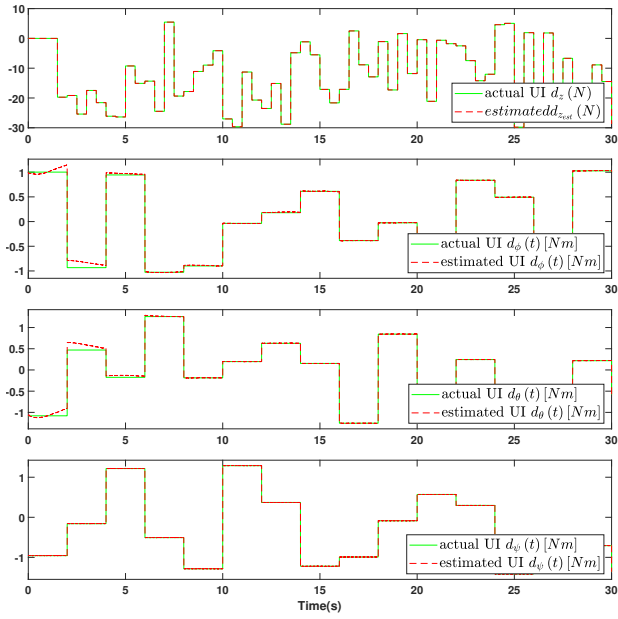 10
0
-10
-20
-30
0 5 10 15 20 25 30
actual UI d_z (N)
estimatedd_{z_{est}} (N)
1
0.5
0
-0.5
-1
0 5 10 15 20 25 30
actual UI d_ϕ (t) [Nm]
estimated UI d_ϕ (t) [Nm]
1
0.5
0
-0.5
-1
0 5 10 15 20 25 30
actual UI d_θ (t) [Nm]
estimated UI d_θ (t) [Nm]
1
0
-1
0 5 10 15 20 25 30
actual UI d_ψ (t) [Nm]
estimated UI d_ψ (t) [Nm]
Time(s)